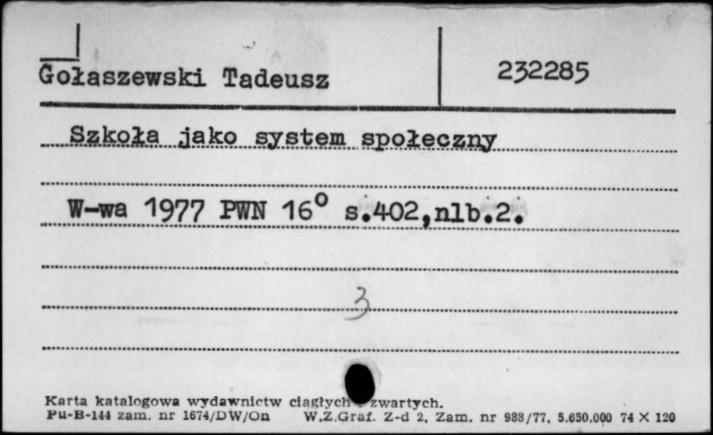 Gołaszewski Tadeusz 232285
Szkoła jako system społeczny
W-wa 1977 PWN 16° s.402,nlb.2.
3
Karta katalogowa wydawnictw ciągłych zwartych.
Pu-B-144 zam. nr 1674/DW/On W.Z.Graf. Z-d 2, Zam. nr 988/77, 5.650.000 74 X 120